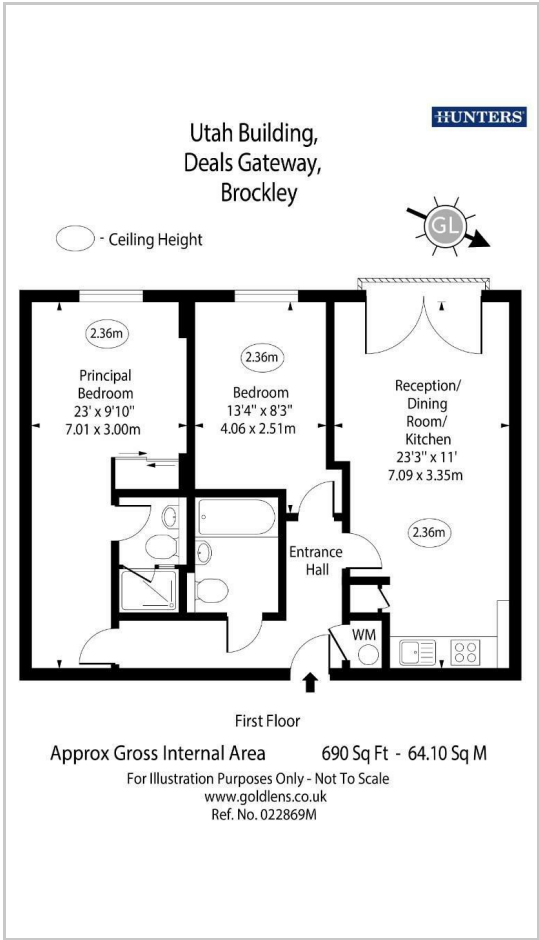 HUNTERS
Utah Building,
Deals Gateway,
Brockley
GL
- Ceiling Height
2.36m
Principal
Bedroom
23' x 9'10"
7.01 x 3.00m
2.36m
Bedroom
13'4" x 8'3"
4.06 x 2.51m
Reception/
Dining
Room/
Kitchen
23'3" x 11'
7.09 x 3.35m
2.36m
Entrance
Hall
WM
First Floor
Approx Gross Internal Area 690 Sq Ft - 64.10 Sq M
For Illustration Purposes Only - Not To Scale
www.goldlens.co.uk
Ref. No. 022869M